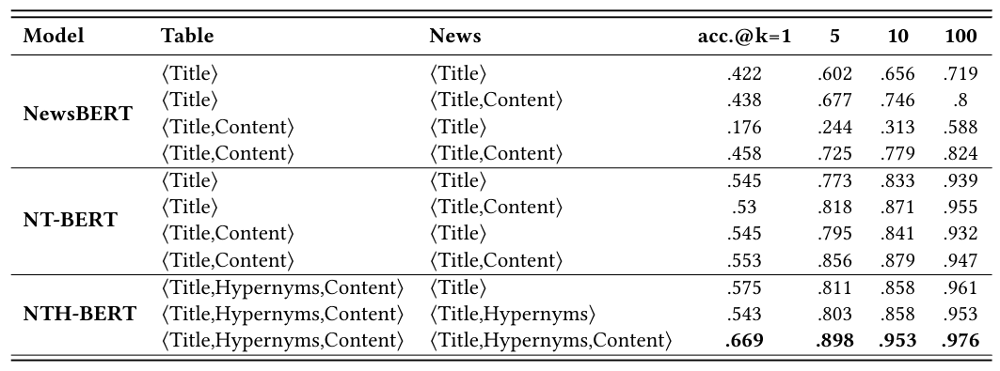 Model Table News acc.@k=1 5 10 100
⟨Title⟩ ⟨Title⟩ .422 .602 .656 .719
⟨Title⟩ ⟨Title,Content⟩ .438 .677 .746 .8
NewsBERT
⟨Title,Content⟩ ⟨Title⟩ .176 .244 .313 .588
⟨Title,Content⟩ ⟨Title,Content⟩ .458 .725 .779 .824
⟨Title⟩ ⟨Title⟩ .545 .773 .833 .939
⟨Title⟩ ⟨Title,Content⟩ .53 .818 .871 .955
NT-BERT
⟨Title,Content⟩ ⟨Title⟩ .545 .795 .841 .932
⟨Title,Content⟩ ⟨Title,Content⟩ .553 .856 .879 .947
⟨Title,Hypernyms,Content⟩ ⟨Title⟩ .575 .811 .858 .961
NTH-BERT ⟨Title,Hypernyms,Content⟩ ⟨Title,Hypernyms⟩ .543 .803 .858 .953
⟨Title,Hypernyms,Content⟩ ⟨Title,Hypernyms,Content⟩ .669 .898 .953 .976